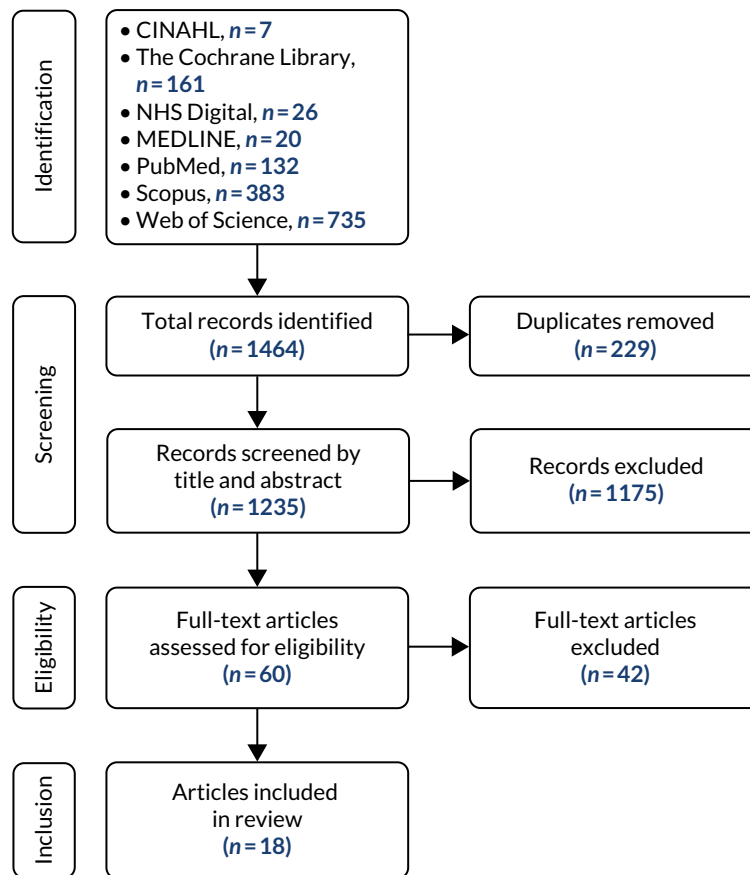 Identification
• CINAHL, n=7
• The Cochrane Library,
n=161
• NHS Digital, n=26
• MEDLINE, n=20
• PubMed, n=132
• Scopus, n=383
• Web of Science, n=735
Screening
Total records identified
(n=1464)
Duplicates removed
(n=229)
Records screened by
title and abstract
(n=1235)
Records excluded
(n=1175)
Eligibility
Full-text articles
assessed for eligibility
(n=60)
Full-text articles
excluded
(n=42)
Inclusion
Articles included
in review
(n=18)